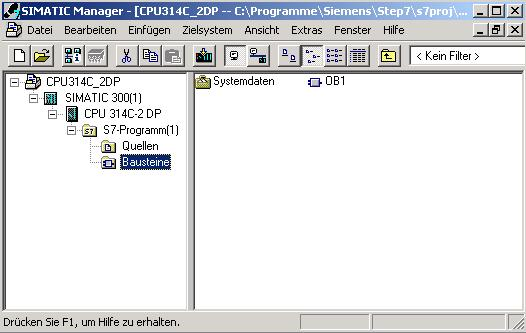 SIMATIC Manager - [CPU314C_2DP -- C:\Programme\Siemens\Step7\s7proj\...
Datei Bearbeiten Einfügen Zielsystem Ansicht Extras Fenster Hilfe
< Kein Filter >
CPU314C_2DP
SIMATIC 300(1)
CPU 314C-2 DP
S7-Programm(1)
Quellen
Bausteine
Systemdaten OB1
Drücken Sie F1, um Hilfe zu erhalten.